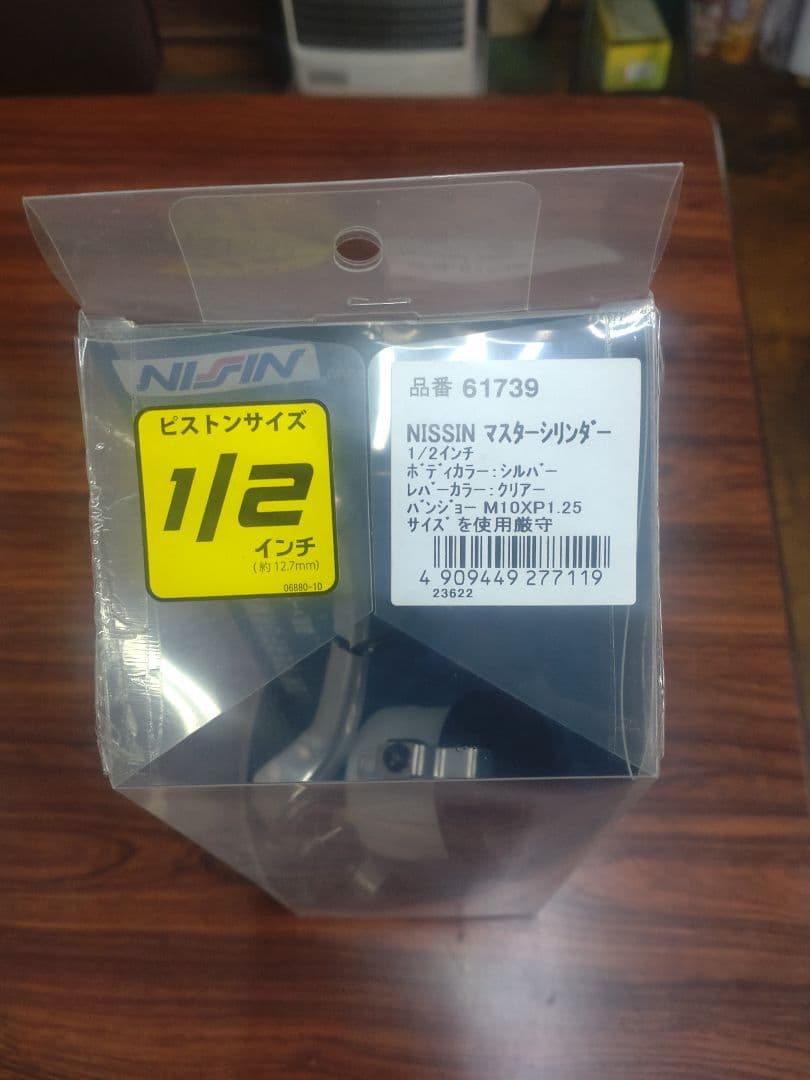 NISSIN
ピストンサイズ
1/2
インチ
(約 12.7mm)
06880-10
品番 61739
NISSIN ﾏｽﾀｰｼﾘﾝﾀﾞｰ
1/2インチ
ﾎﾞﾃﾞｨｶﾗｰ:ｼﾙﾊﾞｰ
ﾚﾊﾞｰｶﾗｰ:ｸﾘｱｰ
ﾊﾞﾝｼﾞｮｰ M10XP1.25
ｻｲｽﾞを使用厳守
4 909449 277119
23622